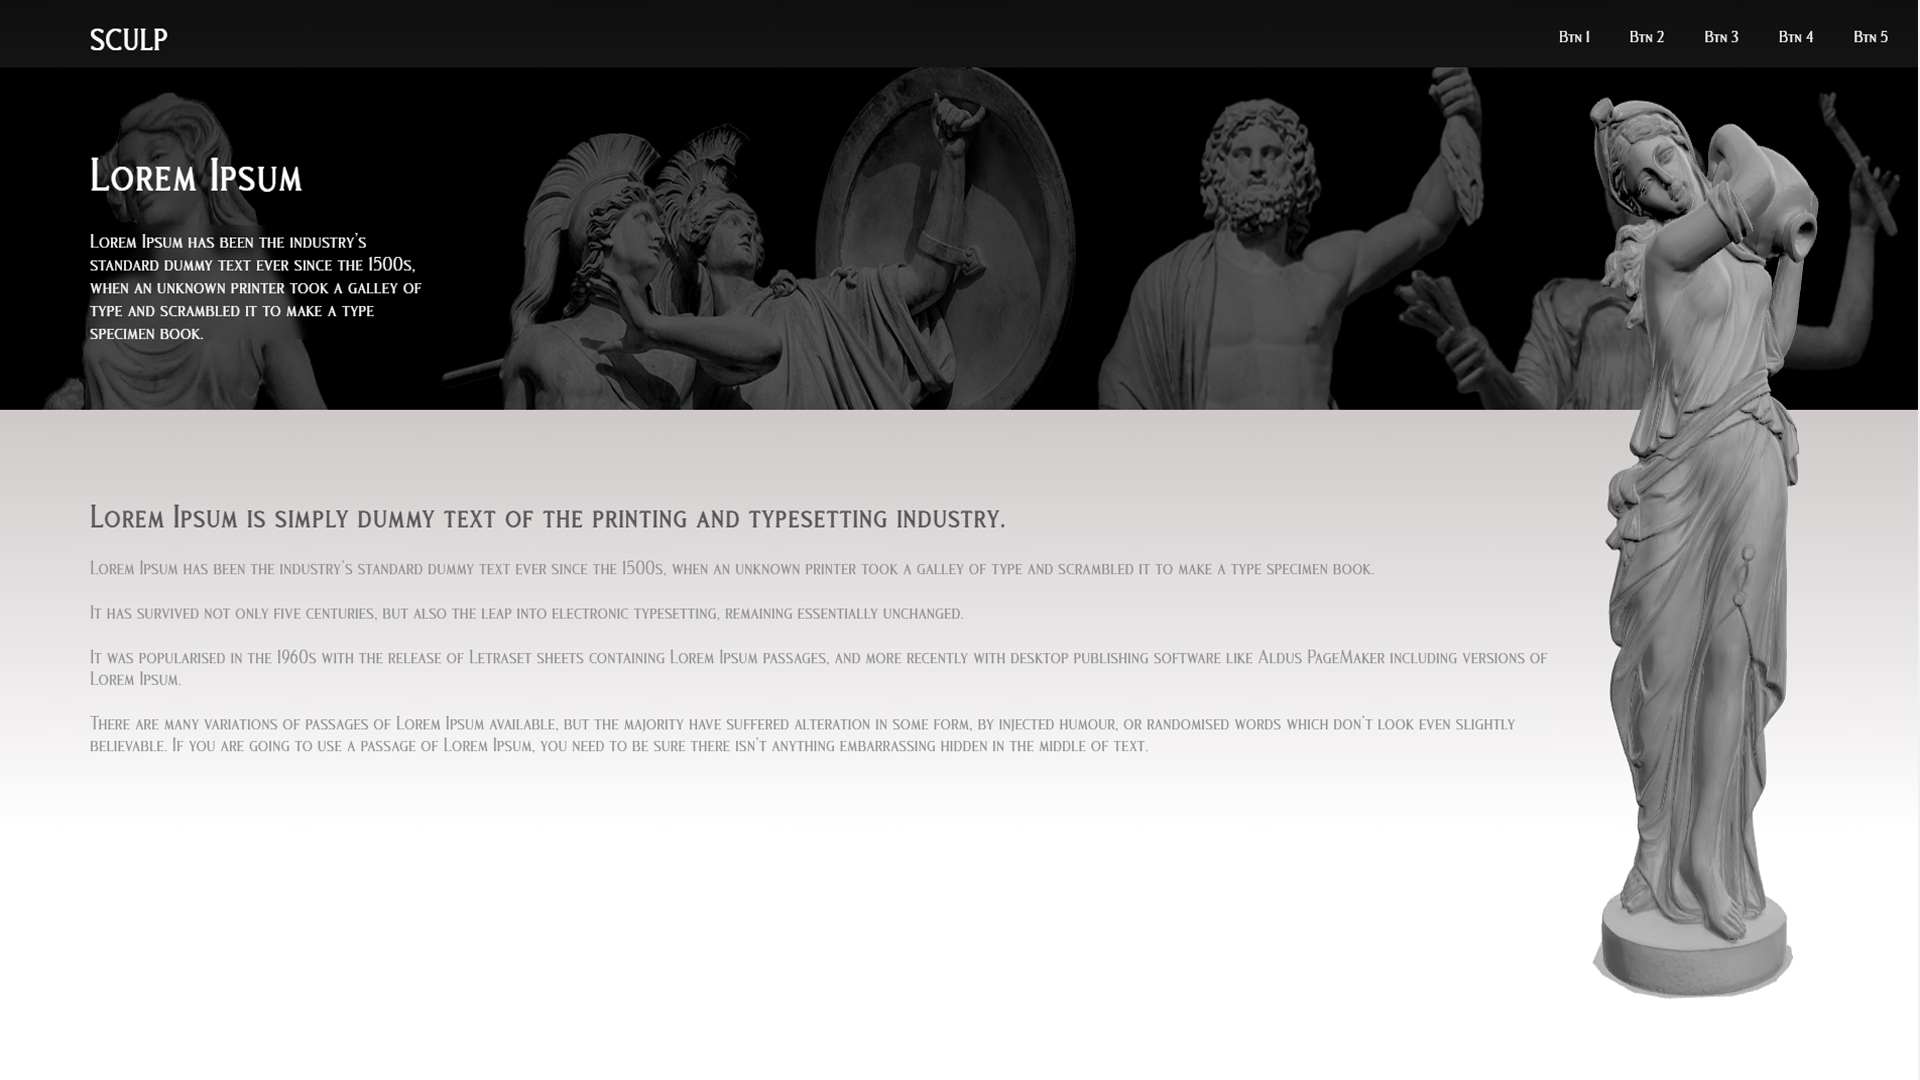 SCULP
Btn 1 Btn 2 Btn 3 Btn 4 Btn 5
Lorem Ipsum
Lorem Ipsum has been the industry's
standard dummy text ever since the 1500s,
when an unknown printer took a galley of
type and scrambled it to make a type
specimen book.
Lorem Ipsum is simply dummy text of the printing and typesetting industry.
Lorem Ipsum has been the industry's standard dummy text ever since the 1500s, when an unknown printer took a galley of type and scrambled it to make a type specimen book.
It has survived not only five centuries, but also the leap into electronic typesetting, remaining essentially unchanged.
It was popularised in the 1960s with the release of Letraset sheets containing Lorem Ipsum passages, and more recently with desktop publishing software like Aldus PageMaker including versions of
Lorem Ipsum.
There are many variations of passages of Lorem Ipsum available, but the majority have suffered alteration in some form, by injected humour, or randomised words which don't look even slightly
believable. If you are going to use a passage of Lorem Ipsum, you need to be sure there isn't anything embarrassing hidden in the middle of text.